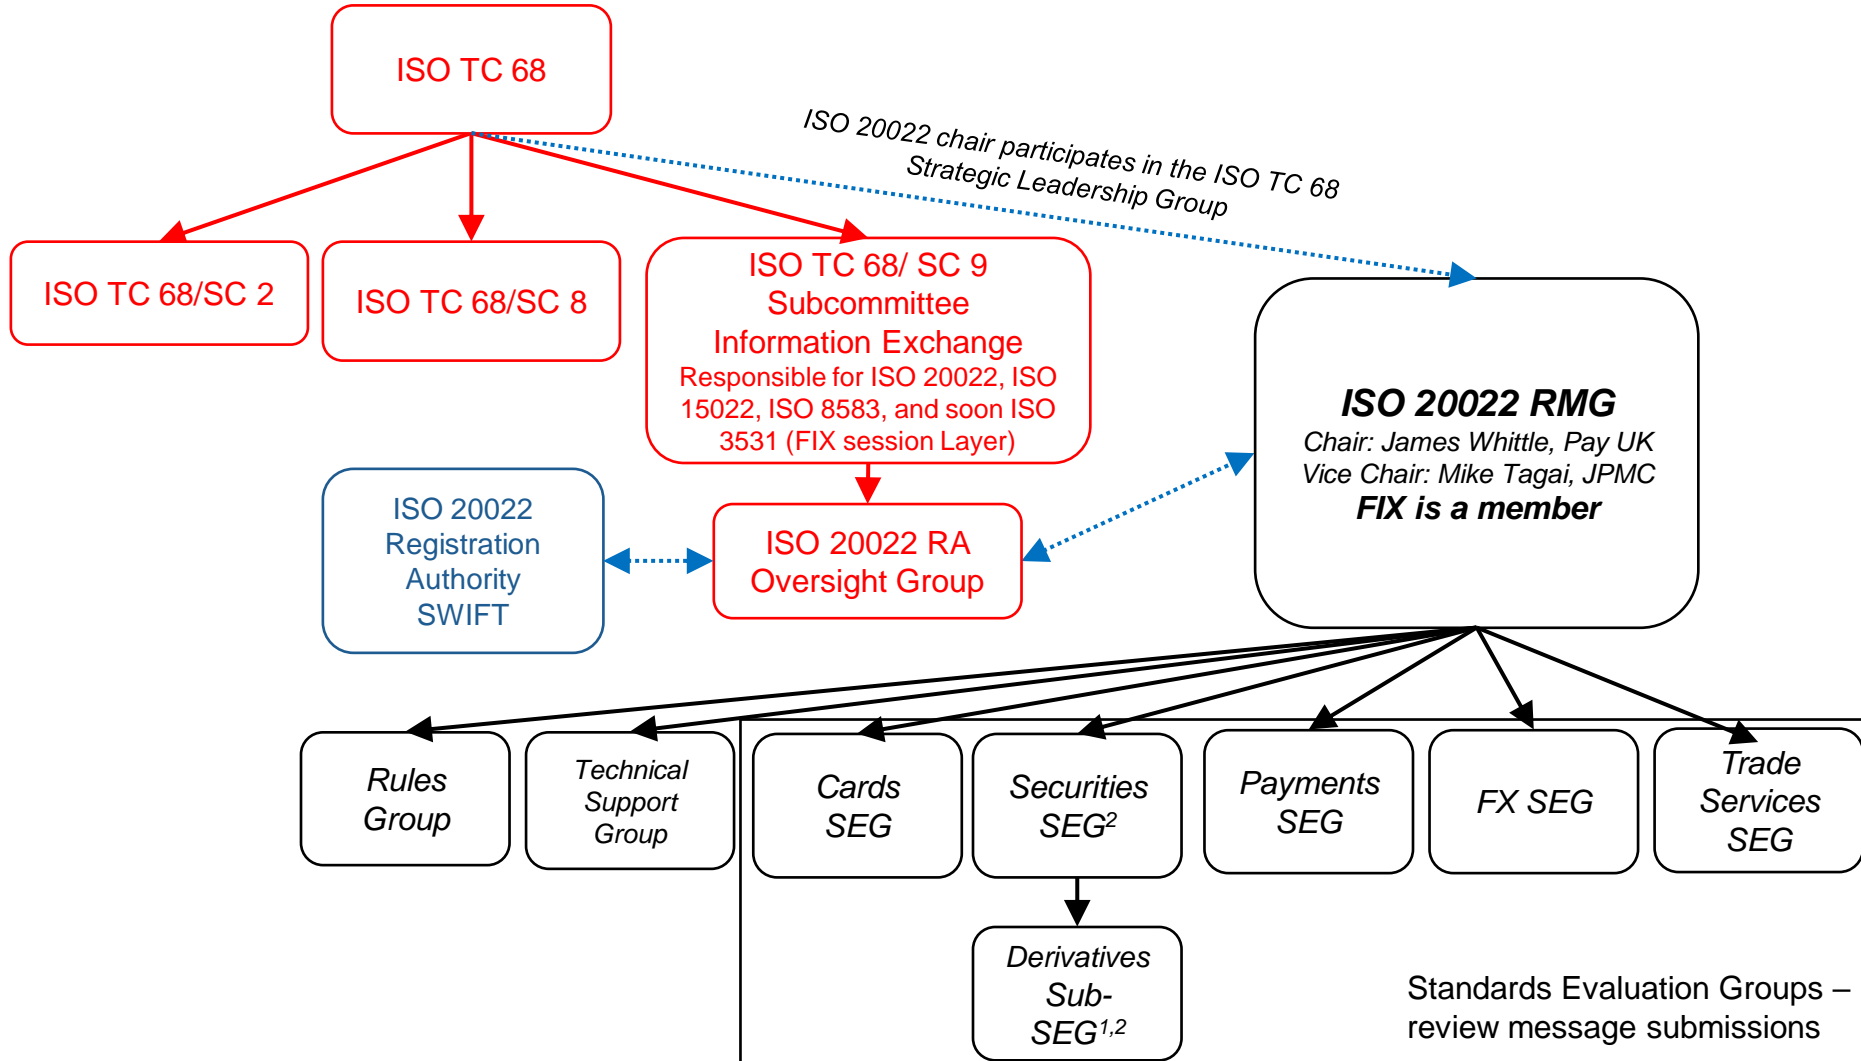 ISO TC 68
ISO 20022 chair participates in the ISO TC 68
Strategic Leadership Group
ISO TC 68/SC 2
ISO TC 68/SC 8
ISO TC 68/ SC 9
Subcommittee
Information Exchange
Responsible for ISO 20022, ISO
15022, ISO 8583, and soon ISO
3531 (FIX session Layer)
ISO 20022 RMG
Chair: James Whittle, Pay UK
Vice Chair: Mike Tagai, JPMC
FIX is a member
ISO 20022
Registration
Authority
SWIFT
ISO 20022 RA
Oversight Group
Rules
Group
Technical
Support
Group
Cards
SEG
Securities
SEG²
Payments
SEG
FX SEG
Trade
Services
SEG
Derivatives
Sub-
SEG¹,²
Standards Evaluation Groups –
review message submissions